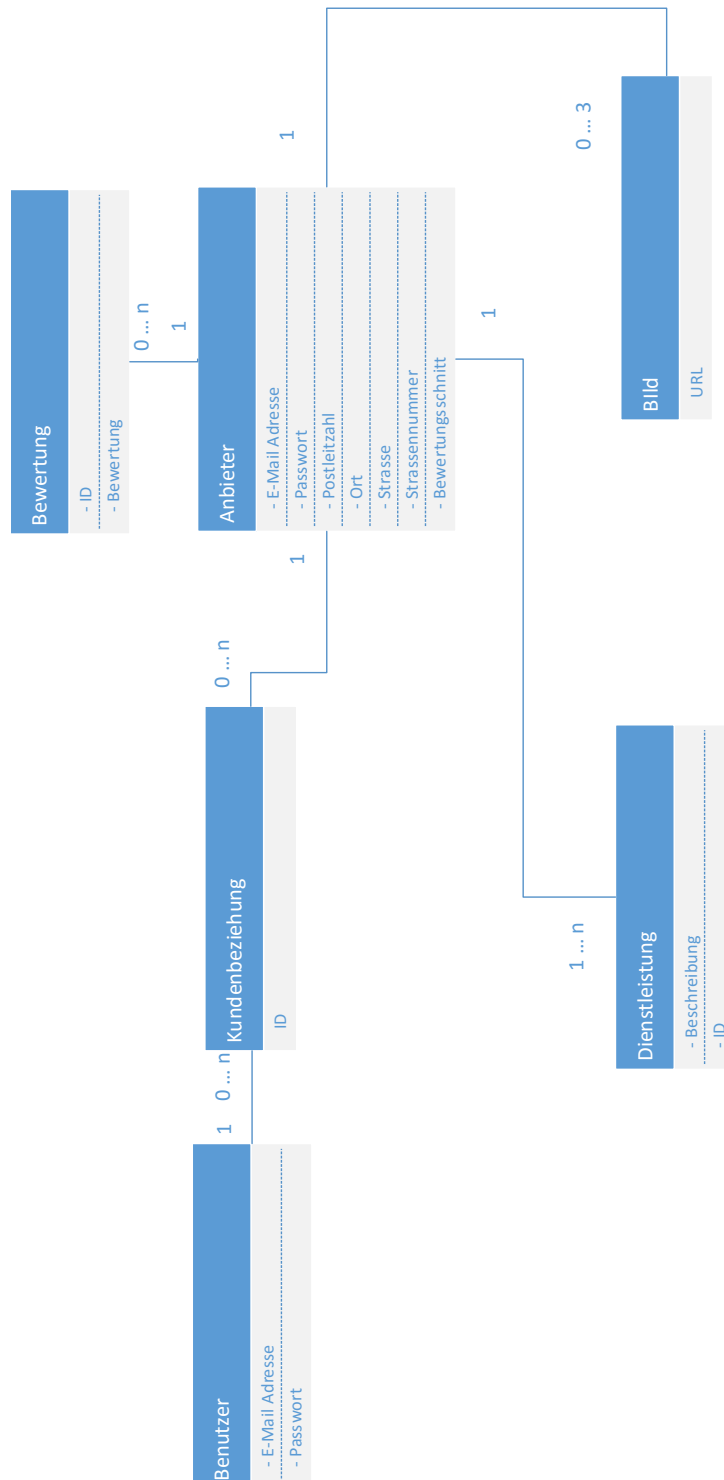 Bewertung
- ID
- Bewertung
0 … n
1
Benutzer
- E-Mail Adresse
- Passwort
1
0 … n
Kundenbeziehung
ID
0 … n
1
Anbieter
- E-Mail Adresse
- Passwort
- Postleitzahl
- Ort
- Strasse
- Strassennummer
- Bewertungsschnitt
1
1
1 … n
0 … 3
Dienstleistung
- Beschreibung
- ID
BIld
URL